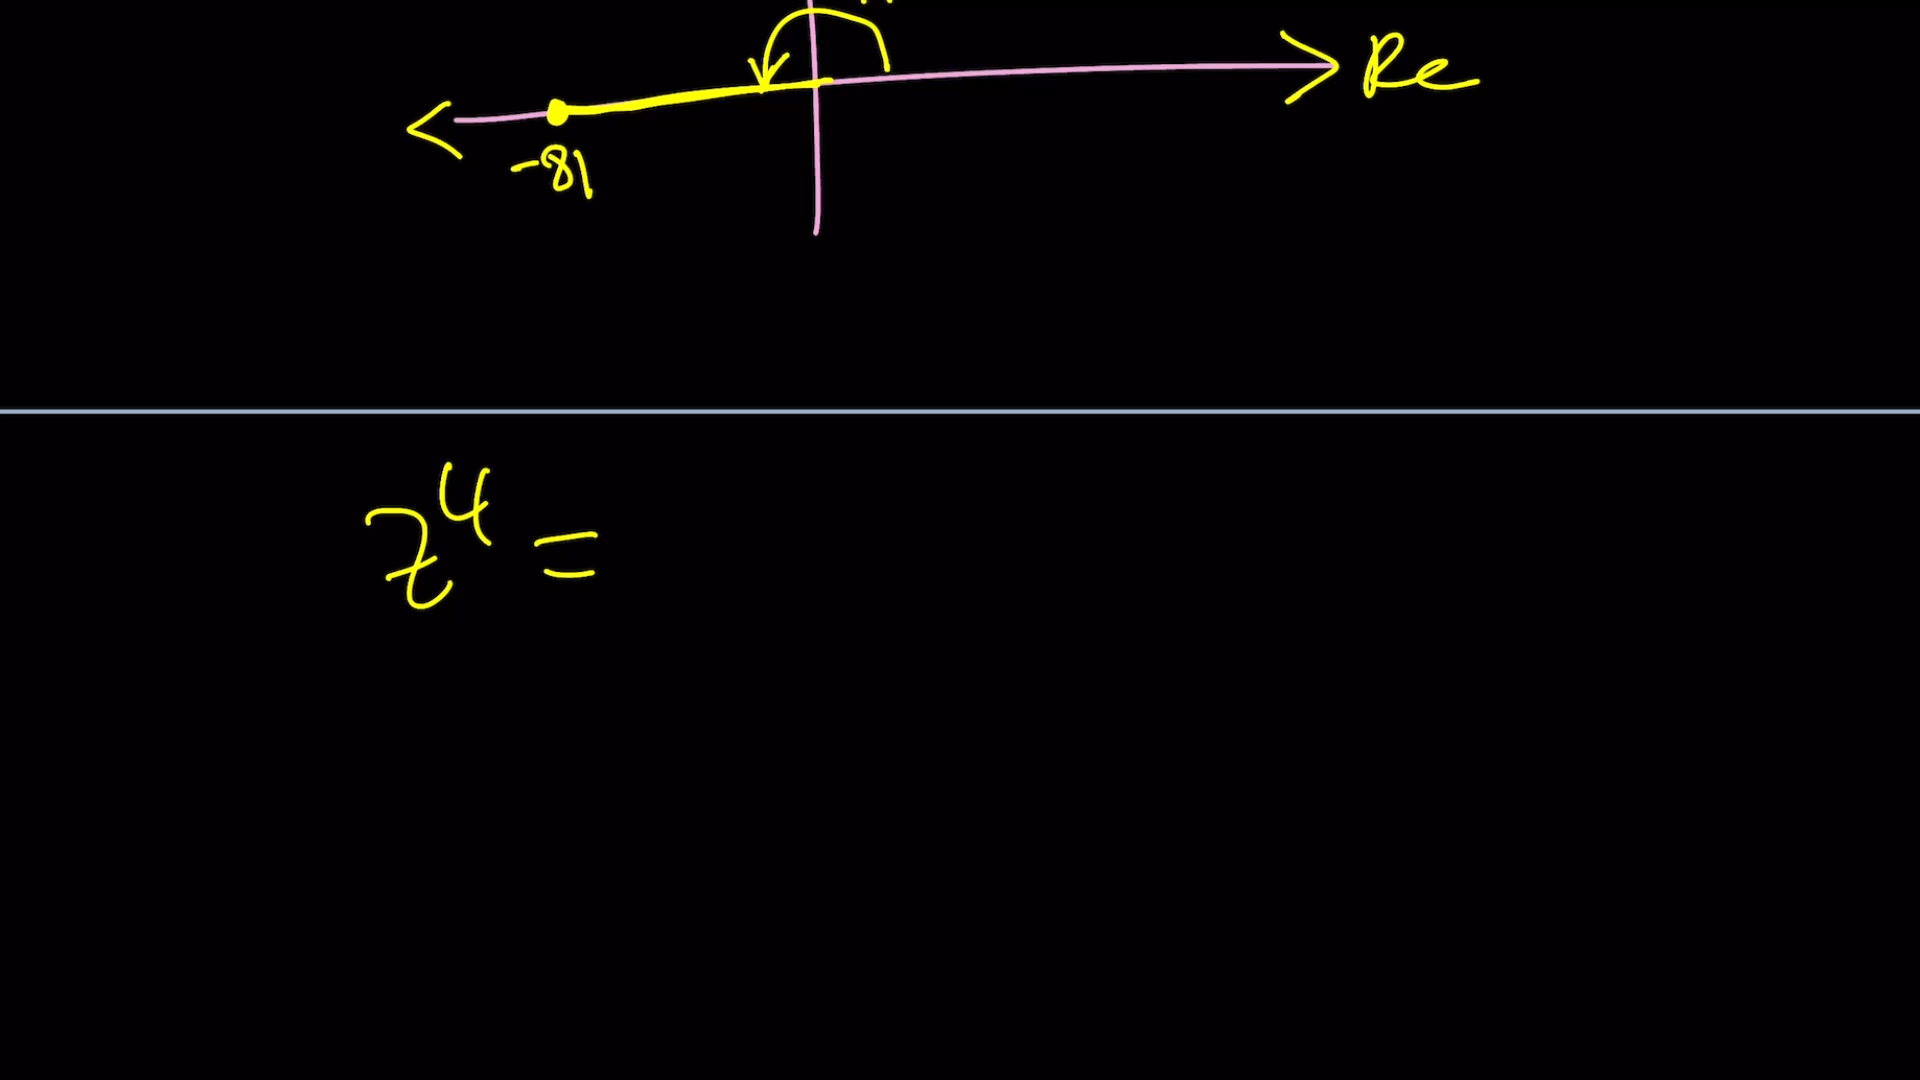 Re
-81
z⁴ =